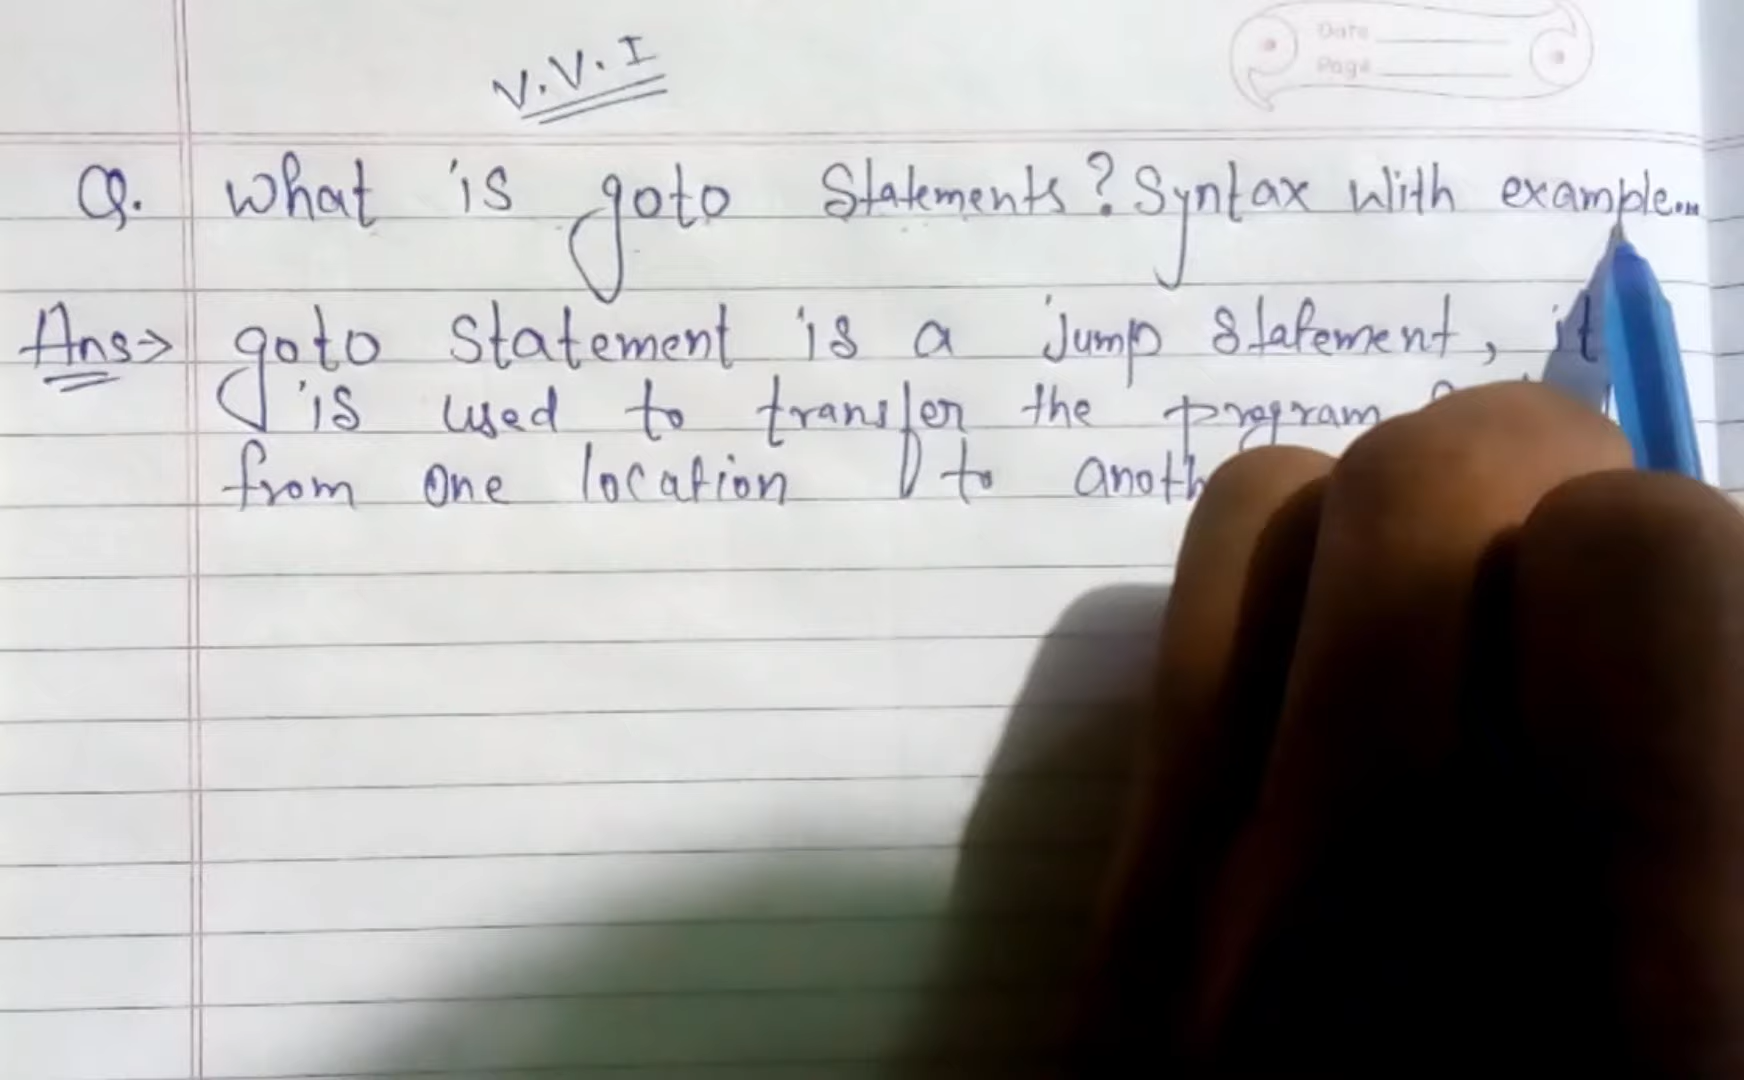 Date
Page
V.V.I
Q. What is goto Statements? Syntax with example...
Ans> goto statement is a jump statement, it
is used to transfer the program
from one location to